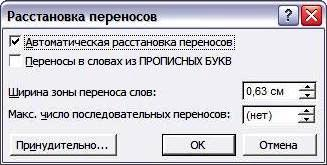 Расстановка переносов
Автоматическая расстановка переносов
Переносы в словах из ПРОПИСНЫХ БУКВ
Ширина зоны переноса слов: 0,63 см
Макс. число последовательных переносов: (нет)
Принудительно... ОК Отмена